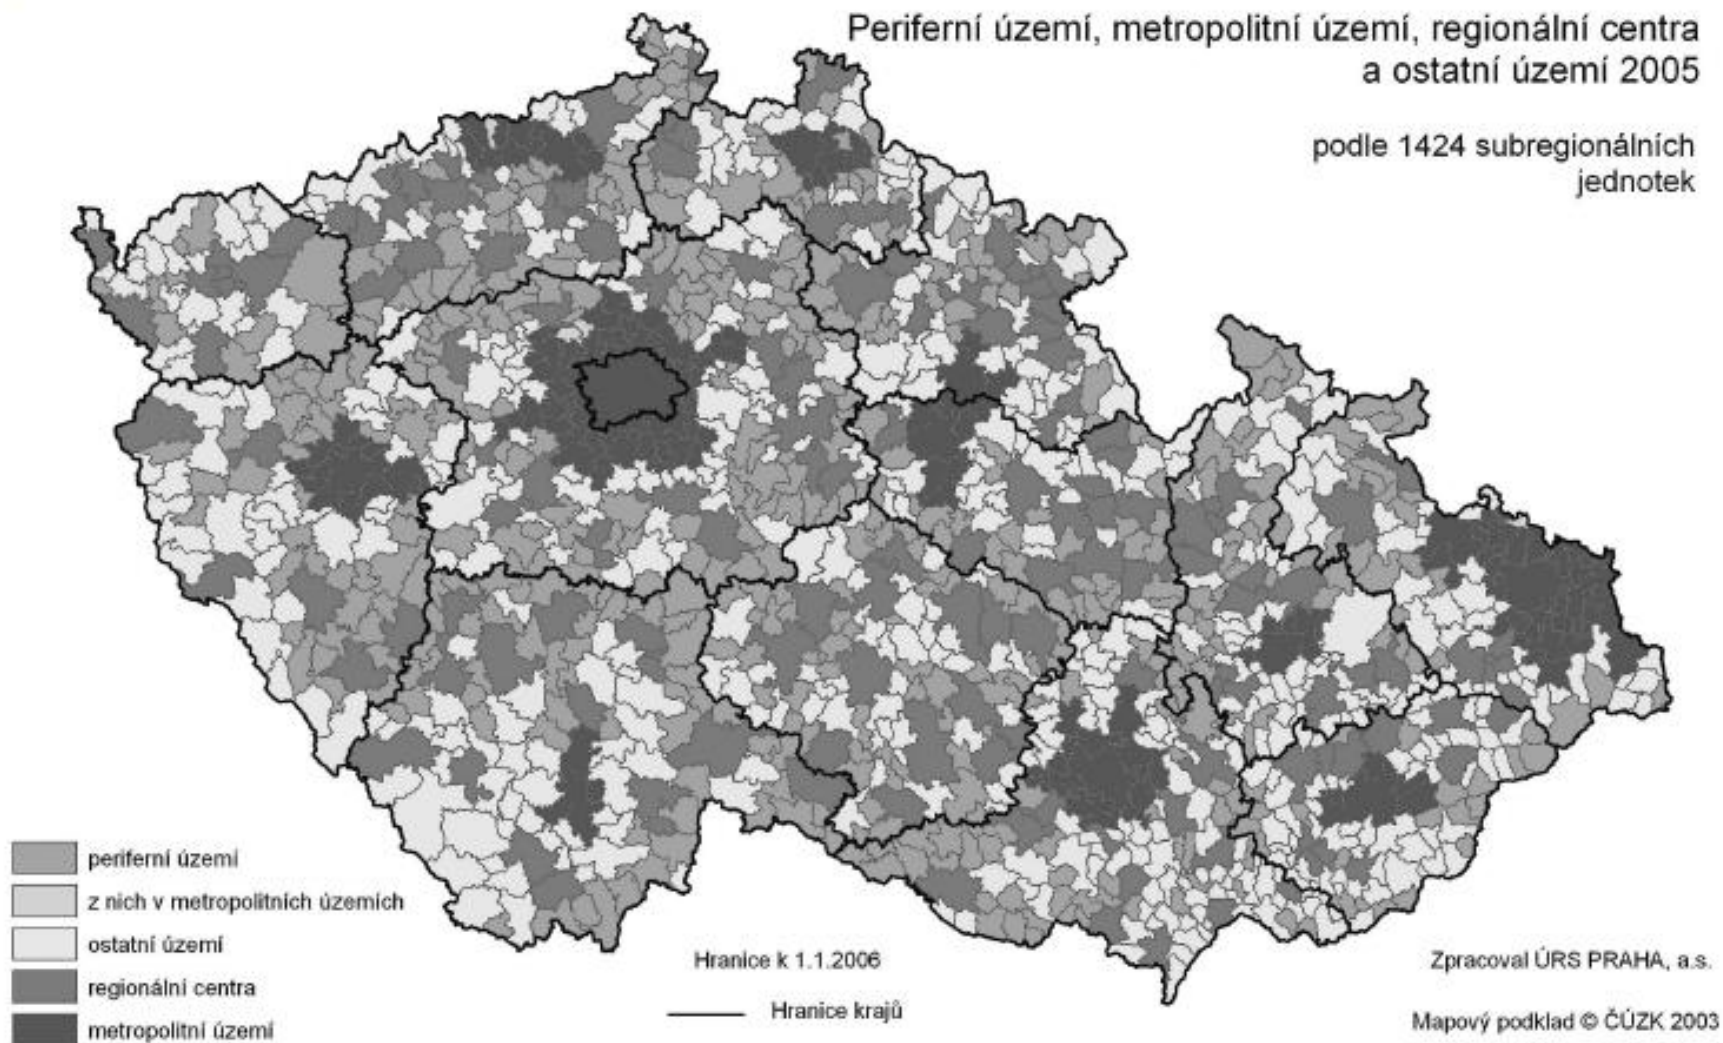 Periferní území, metropolitní území, regionální centra
a ostatní území 2005
podle 1424 subregionálních
jednotek
periferní území
z nich v metropolitních územích
ostatní území
regionální centra
metropolitní území
Hranice k 1.1.2006
Hranice krajů
Zpracoval ÚRS PRAHA, a.s.
Mapový podklad © ČÚZK 2003